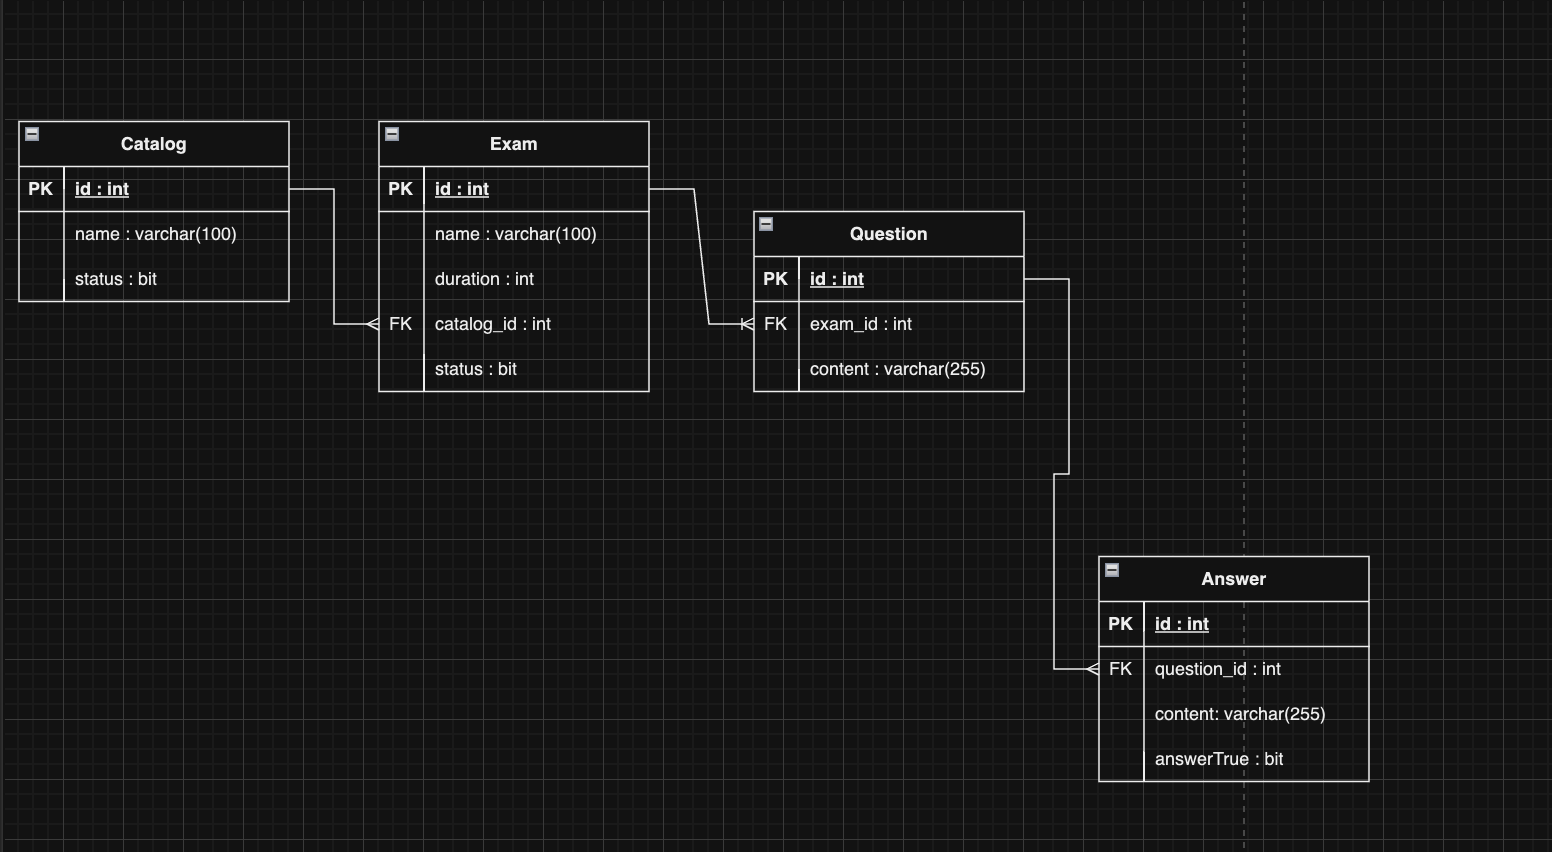 Catalog
PK id : int
name : varchar(100)
status : bit
Exam
PK id : int
name : varchar(100)
duration : int
FK catalog_id : int
status : bit
Question
PK id : int
FK exam_id : int
content : varchar(255)
Answer
PK id : int
FK question_id : int
content: varchar(255)
answerTrue : bit